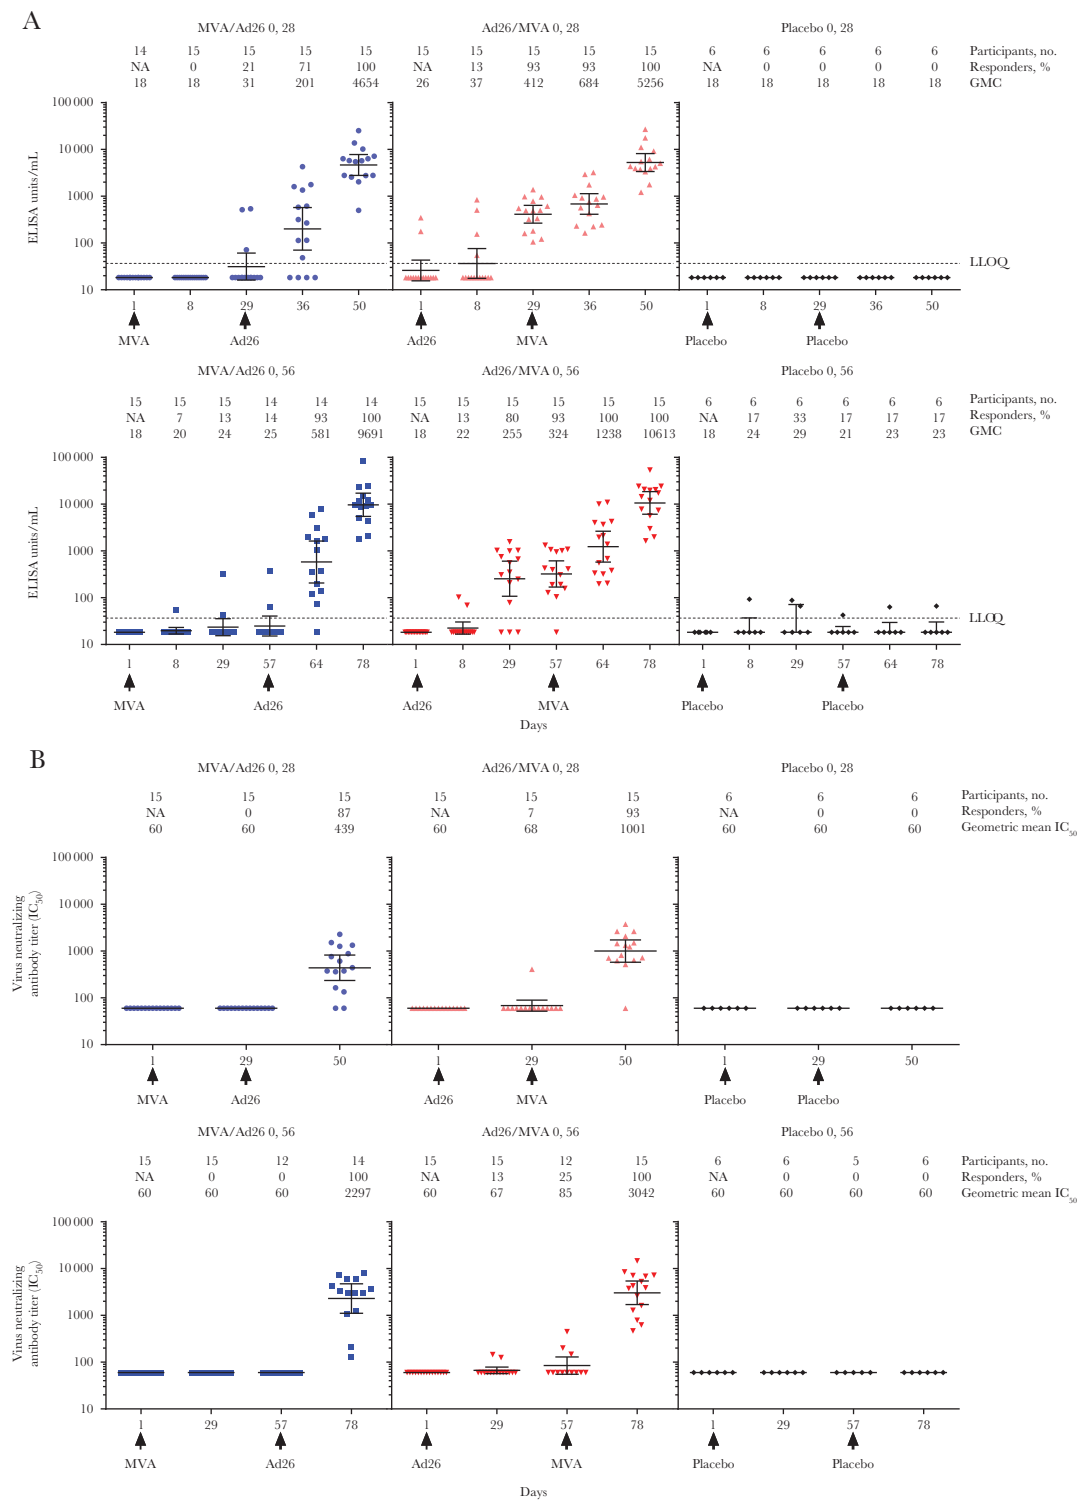 A
MVA/Ad26 0, 28 Ad26/MVA 0, 28 Placebo 0, 28
14 15 15 15 15 15 15 15 15 15 6 6 6 6 6 Participants, no.
NA 0 21 71 100 NA 13 93 93 100 NA 0 0 0 0 Responders, %
18 18 31 201 4654 26 37 412 684 5256 18 18 18 18 18 GMC
ELISA units/mL
100 000
10 000
1000
100
LLOQ
10
1 8 29 36 50 1 8 29 36 50 1 8 29 36 50
MVA Ad26 Ad26 MVA Placebo Placebo
MVA/Ad26 0, 56 Ad26/MVA 0, 56 Placebo 0, 56
15 15 15 14 14 14 15 15 15 15 15 15 6 6 6 6 6 6 Participants, no.
NA 7 13 14 93 100 NA 13 80 93 100 100 NA 17 33 17 17 17 Responders, %
18 20 24 25 581 9691 18 22 255 324 1238 10613 18 24 29 21 23 23 GMC
ELISA units/mL
100 000
10 000
1000
100
LLOQ
10
1 8 29 57 64 78 1 8 29 57 64 78 1 8 29 57 64 78
MVA Ad26 Ad26 MVA Placebo Placebo
Days
B
MVA/Ad26 0, 28 Ad26/MVA 0, 28 Placebo 0, 28
15 15 15 15 15 15 6 6 6 Participants, no.
NA 0 87 NA 7 93 NA 0 0 Responders, %
60 60 439 60 68 1001 60 60 60 Geometric mean IC50
Virus neutralizing
antibody titer (IC50)
100 000
10 000
1000
100
10
1 29 50 1 29 50 1 29 50
MVA Ad26 Ad26 MVA Placebo Placebo
MVA/Ad26 0, 56 Ad26/MVA 0, 56 Placebo 0, 56
15 15 12 14 15 15 12 15 6 6 5 6 Participants, no.
NA 0 0 100 NA 13 25 100 NA 0 0 0 Responders, %
60 60 60 2297 60 67 85 3042 60 60 60 60 Geometric mean IC50
Virus neutralizing
antibody titer (IC50)
100 000
10 000
1000
100
10
1 29 57 78 1 29 57 78 1 29 57 78
MVA Ad26 Ad26 MVA Placebo Placebo
Days